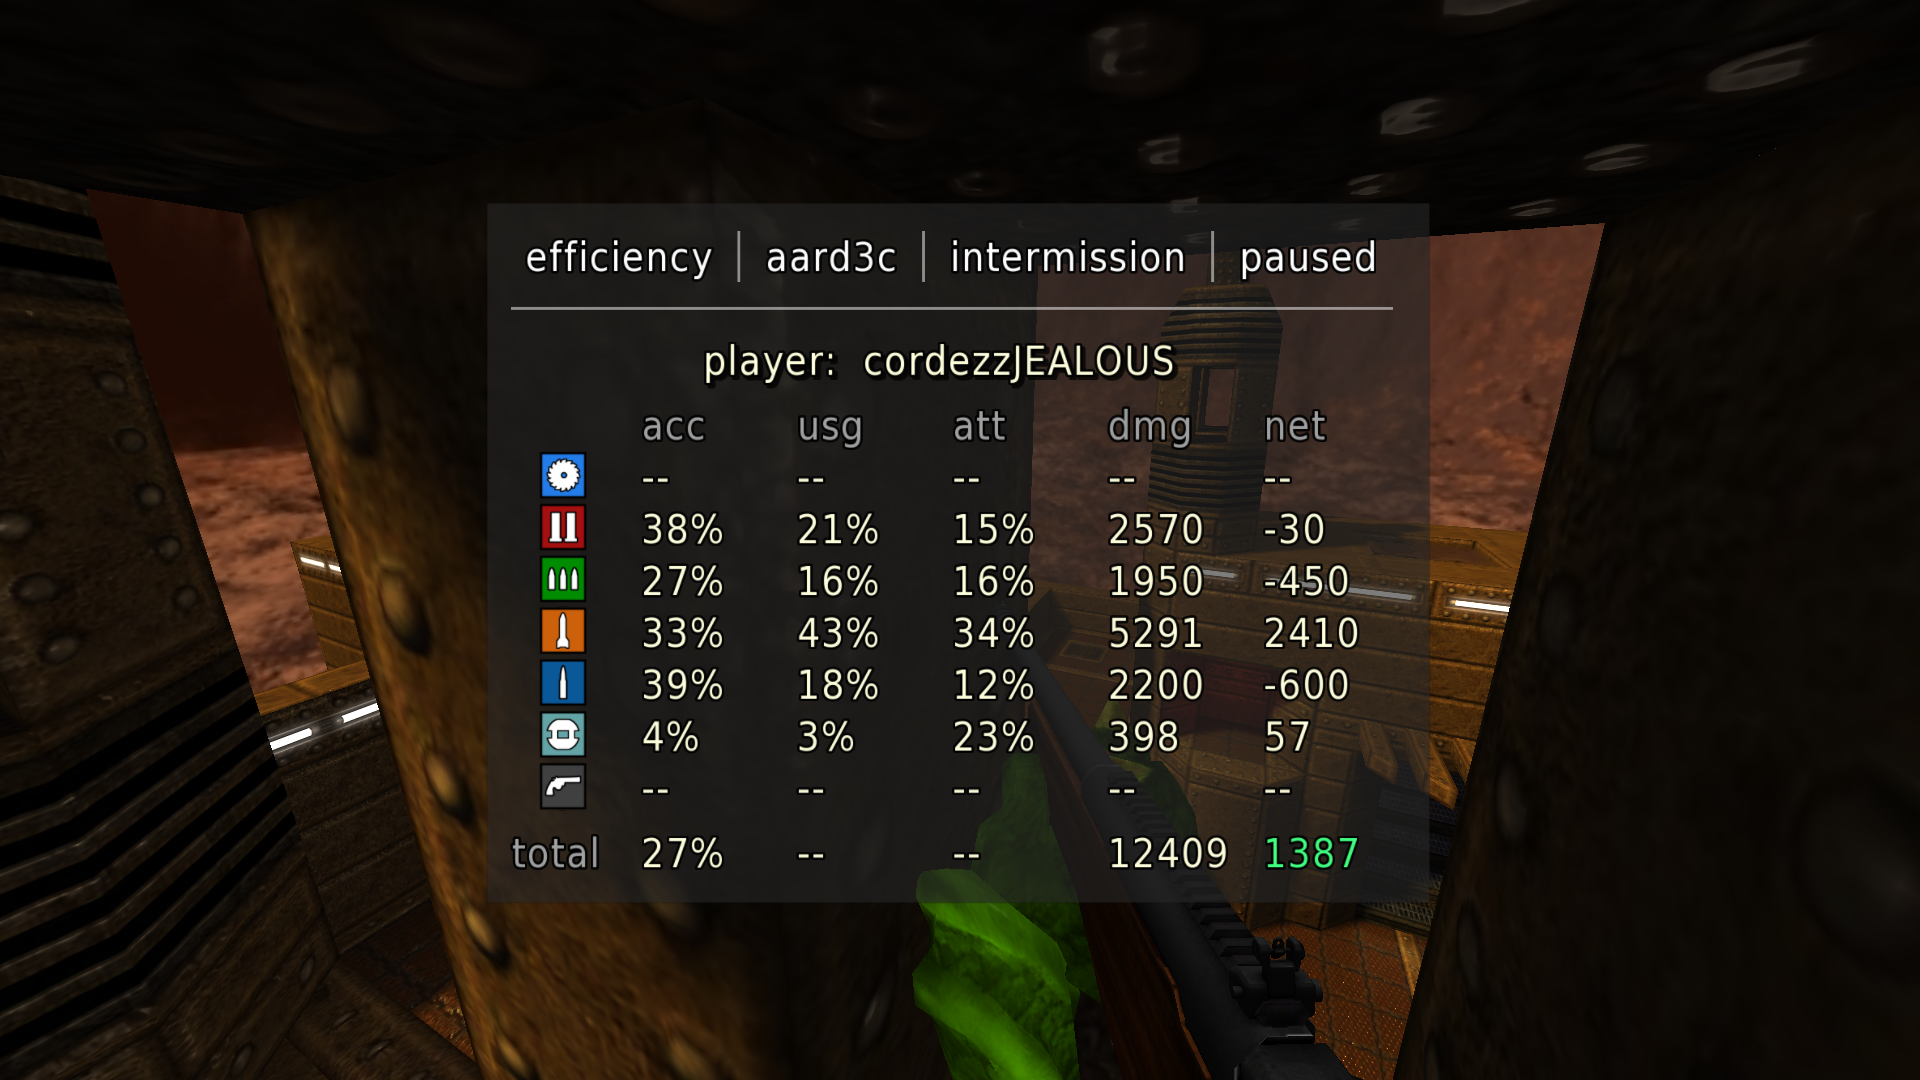 efficiency | aard3c | intermission | paused
player: cordezzJEALOUS
acc usg att dmg net
-- -- -- -- --
38% 21% 15% 2570 -30
27% 16% 16% 1950 -450
33% 43% 34% 5291 2410
39% 18% 12% 2200 -600
4% 3% 23% 398 57
-- -- -- -- --
total 27% -- -- 12409 1387